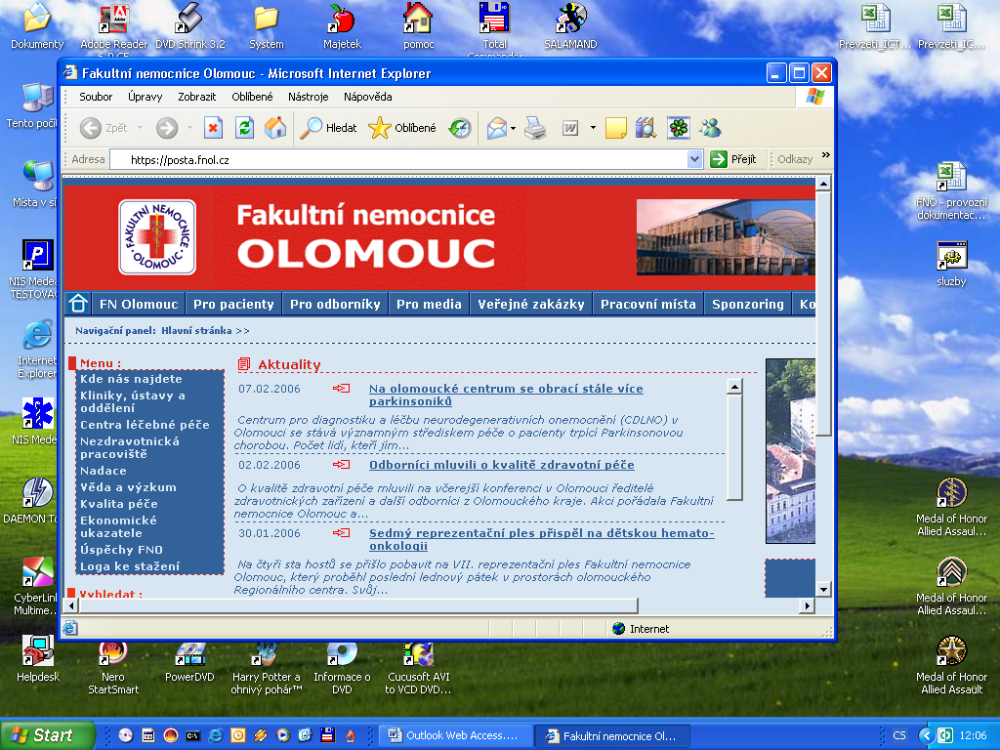 Dokumenty
Adobe Reader
DVD Shrink 3.2
System
Majetek
pomoc
Total
Commander
SALAMAND
Prevzeti_ICT...
Prevzeti_IC...
Fakultní nemocnice Olomouc - Microsoft Internet Explorer
Soubor Úpravy Zobrazit Oblíbené Nástroje Nápověda
Zpět Hledat Oblíbené
Adresa https://posta.fnol.cz Přejít Odkazy »
FAKULTNÍ NEMOCNICE
OLOMOUC
Fakultní nemocnice
OLOMOUC
FN Olomouc Pro pacienty Pro odborníky Pro media Veřejné zakázky Pracovní místa Sponzoring Ko
Navigační panel: Hlavní stránka >>
Menu :
Kde nás najdete
Kliniky, ústavy a
oddělení
Centra léčebné péče
Nezdravotnická
pracoviště
Nadace
Věda a výzkum
Kvalita péče
Ekonomické
ukazatele
Úspěchy FNO
Loga ke stažení
Vyhledat :
Aktuality
07.02.2006 Na olomoucké centrum se obrací stále více
parkinsoniků
Centrum pro diagnostiku a léčbu neurodegenerativních onemocnění (CDLNO) v
Olomouci se stává významným střediskem péče o pacienty trpící Parkinsonovou
chorobou. Počet lidí, kteří jím...
02.02.2006 Odborníci mluvili o kvalitě zdravotní péče
O kvalitě zdravotní péče mluvili na včerejší konferenci v Olomouci ředitelé
zdravotnických zařízení a další odborníci z Olomouckého kraje. Akci pořádala Fakultní
nemocnice Olomouc a...
30.01.2006 Sedmý reprezentační ples přispěl na dětskou hemato-
onkologii
Na čtyři sta hostů se přišlo pobavit na VII. reprezentační ples Fakultní nemocnice
Olomouc, který proběhl poslední lednový pátek v prostorách olomouckého
Regionálního centra. Svůj...
Internet
Tento počí
Místa v sí
NIS Medea
TESTOVAC
Internet
Explorer
NIS Mede
DAEMON To
CyberLin
Multime...
Helpdesk
Nero
StartSmart
PowerDVD
Harry Potter a
ohnivý pohár™
Informace o
DVD
Cucusoft AVI
to VCD DVD...
FNO - provozní
dokumentac...
sluzby
Medal of Honor
Allied Assaul...
Medal of Honor
Allied Assaul...
Medal of Honor
Allied Assault
Start
Outlook Web Access....
Fakultní nemocnice Ol...
CS
12:06